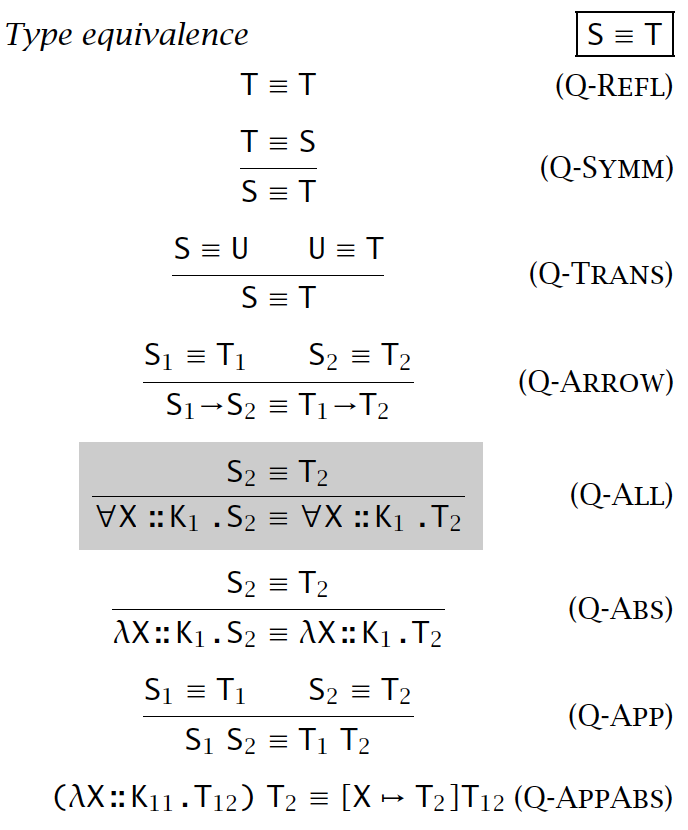 Type equivalence S ≡ T
T ≡ T (Q-REFL)
T ≡ S
S ≡ T (Q-SYMM)
S ≡ U U ≡ T
S ≡ T (Q-TRANS)
S₁ ≡ T₁ S₂ ≡ T₂
S₁→S₂ ≡ T₁→T₂ (Q-ARROW)
S₂ ≡ T₂
∀X::K₁.S₂ ≡ ∀X::K₁.T₂ (Q-ALL)
S₂ ≡ T₂
λX::K₁.S₂ ≡ λX::K₁.T₂ (Q-ABS)
S₁ ≡ T₁ S₂ ≡ T₂
S₁ S₂ ≡ T₁ T₂ (Q-APP)
(λX::K₁₁.T₁₂) T₂ ≡ [X ↦ T₂]T₁₂ (Q-APPABS)